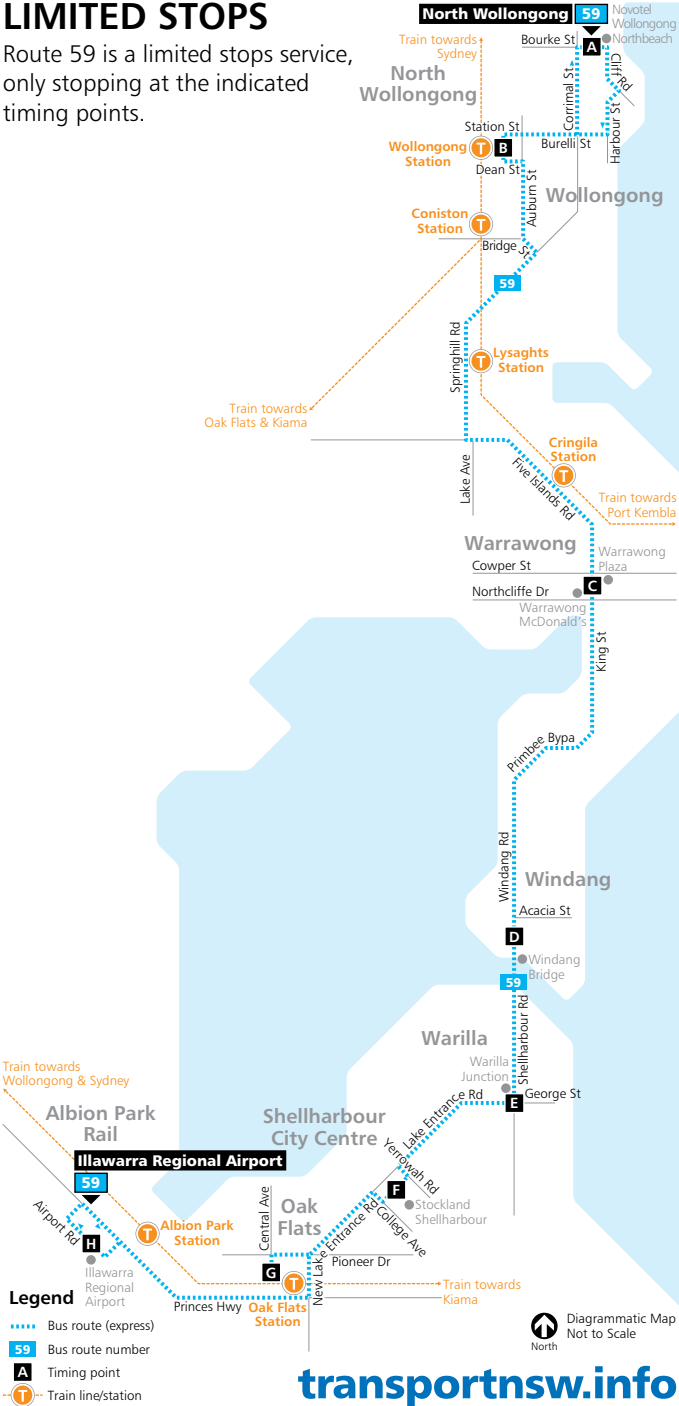 LIMITED STOPS
Route 59 is a limited stops service,
only stopping at the indicated
timing points.
North Wollongong 59
Novotel
Wollongong
Northbeach
Bourke St
A
Train towards
Sydney
North
Wollongong
Cliff Rd
Corrimal St
Harbour St
Station St
Burelli St
Wollongong
Station
T
B
Dean St
Auburn St
Wollongong
Coniston
Station
T
Bridge St
59
Springhill Rd
T
Lysaghts
Station
Train towards
Oak Flats & Kiama
Lake Ave
Five Islands Rd
Cringila
Station
T
Train towards
Port Kembla
Warrawong
Cowper St
Warrawong
Plaza
C
Northcliffe Dr
Warrawong
McDonald's
King St
Primbee Bypa
Windang Rd
Windang
Acacia St
D
Windang
Bridge
59
Shellharbour Rd
Warilla
Warilla
Junction
George St
E
Lake Entrance Rd
Train towards
Wollongong & Sydney
Albion Park
Rail
Shellharbour
City Centre
Yerrowah Rd
Illawarra Regional Airport
59
F
Stockland
Shellharbour
College Ave
Airport Rd
H
Illawarra
Regional
Airport
T
Albion Park
Station
Central Ave
Oak
Flats
New Lake Entrance Rd
Pioneer Dr
G
T
Oak Flats
Station
Princes Hwy
Train towards
Kiama
Legend
Bus route (express)
59 Bus route number
A Timing point
T Train line/station
North
Diagrammatic Map
Not to Scale
transportnsw.info